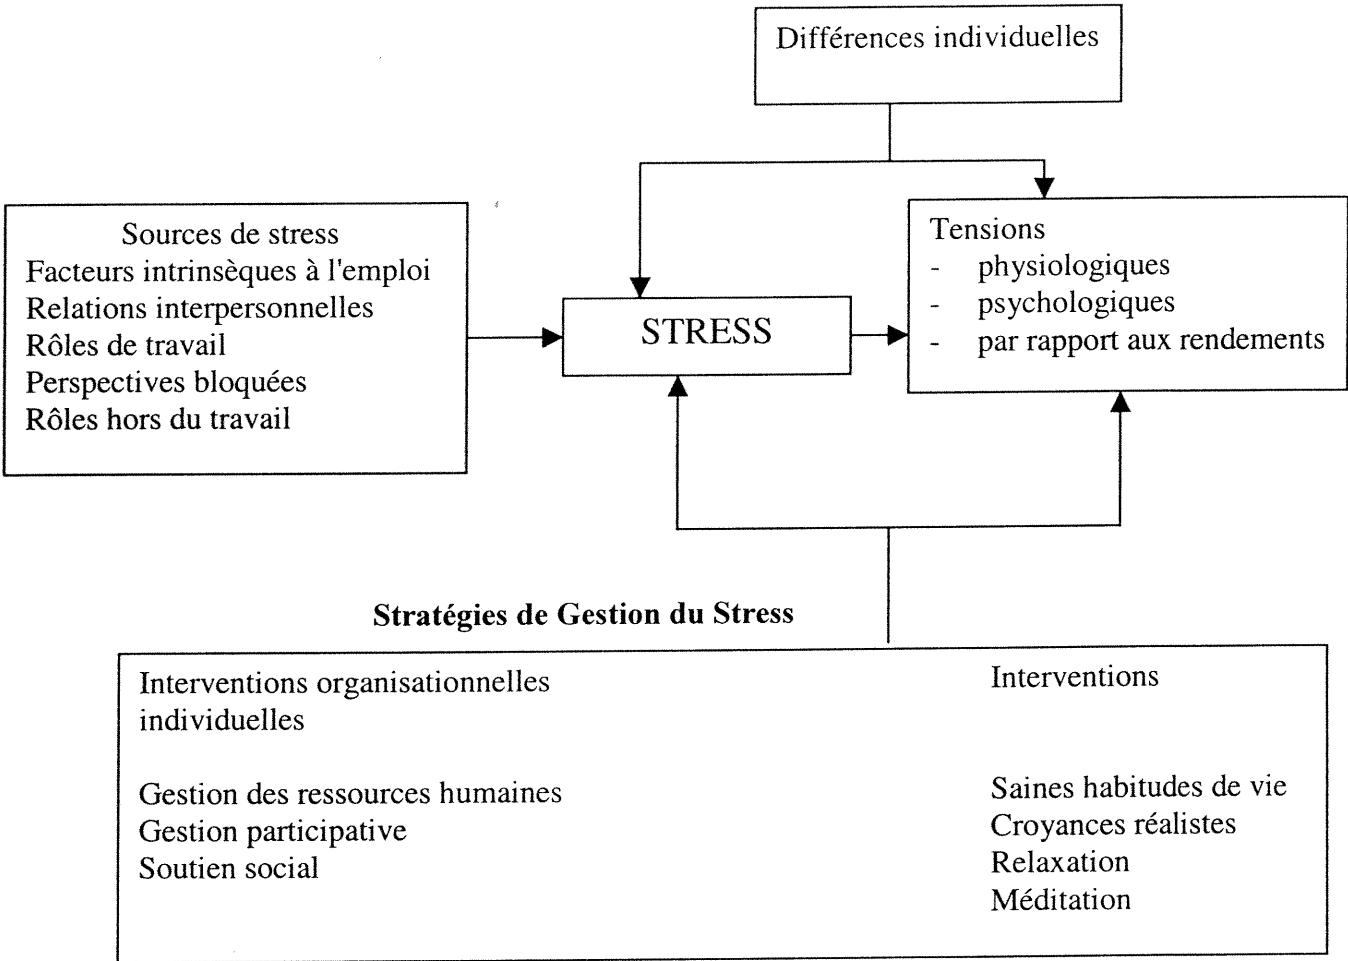 Différences individuelles
Sources de stress
Facteurs intrinsèques à l'emploi
Relations interpersonnelles
Rôles de travail
Perspectives bloquées
Rôles hors du travail
STRESS
Tensions
- physiologiques
- psychologiques
- par rapport aux rendements
Stratégies de Gestion du Stress
Interventions organisationnelles
individuelles
Gestion des ressources humaines
Gestion participative
Soutien social
Interventions
Saines habitudes de vie
Croyances réalistes
Relaxation
Méditation